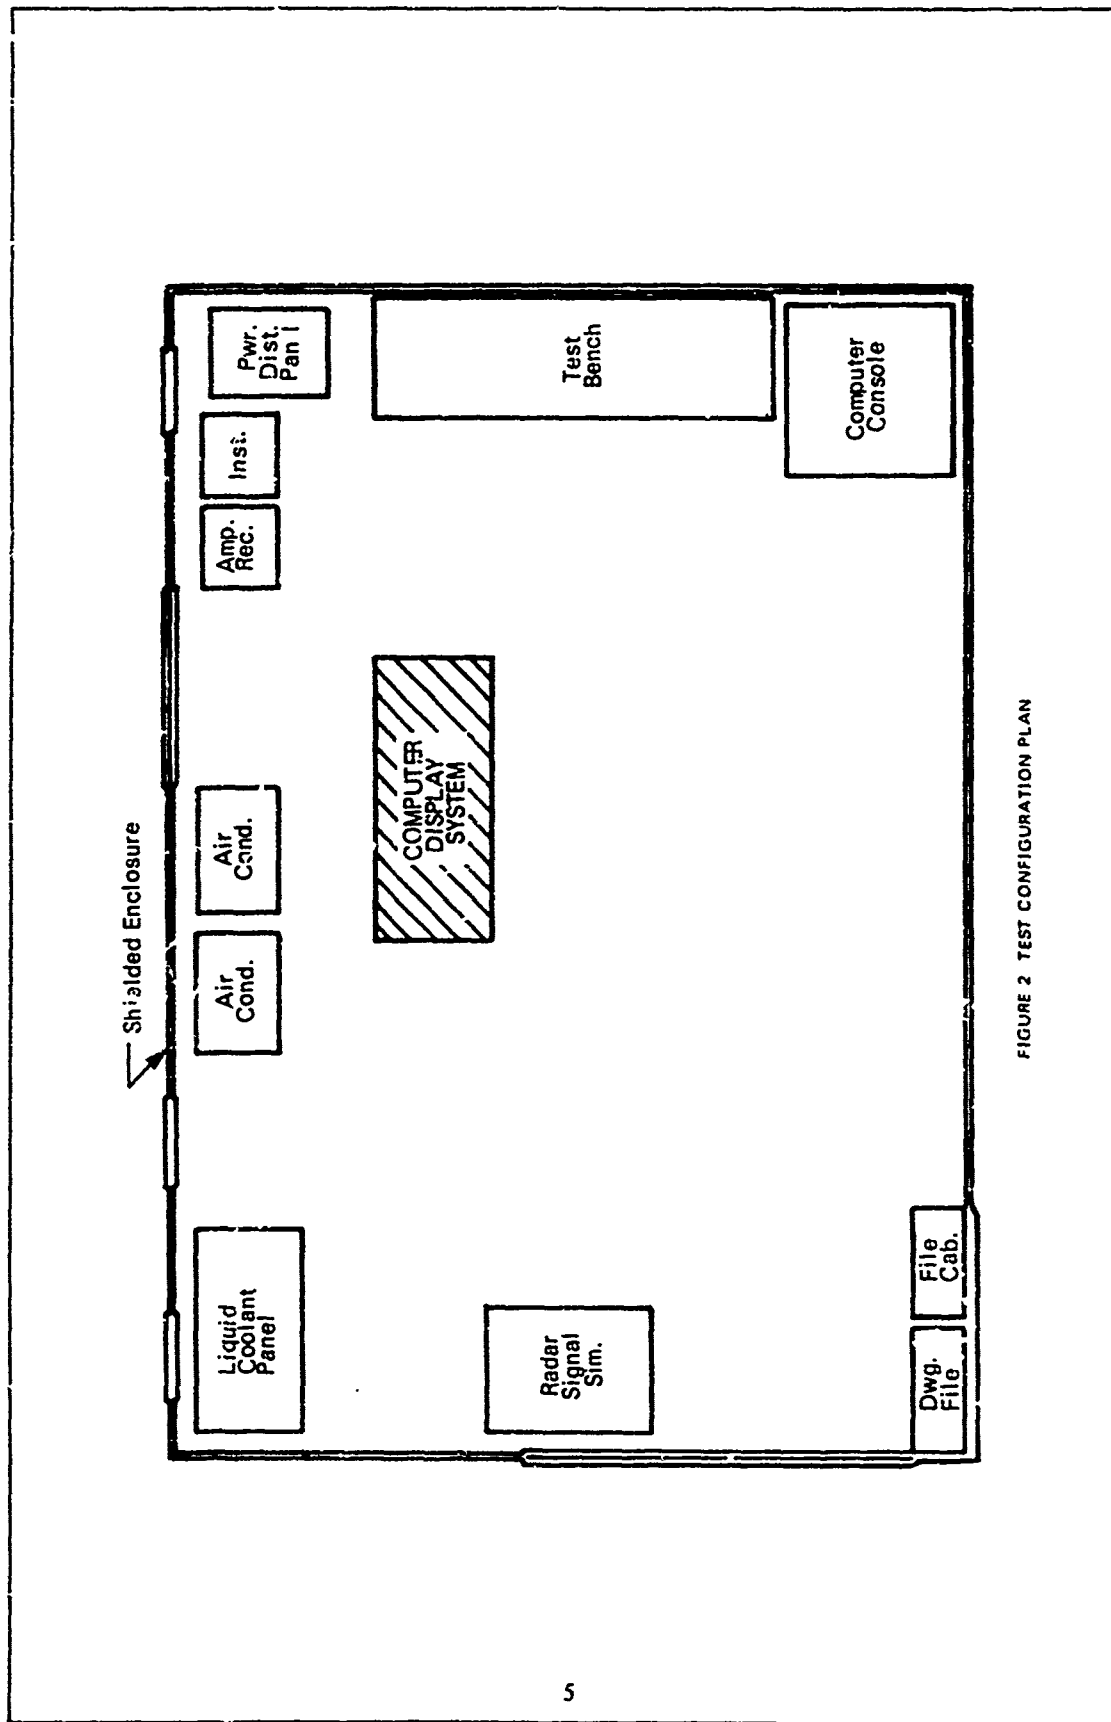 Shielded Enclosure
Liquid
Coolant
Panel
Air
Cond.
Air
Cond.
Amp.
Rec.
Inst.
Pwr.
Dist.
Pan l
COMPUTER
DISPLAY
SYSTEM
Radar
Signal
Sim.
Test
Bench
Dwg.
File
File
Cab.
Computer
Console
FIGURE 2 TEST CONFIGURATION PLAN
5